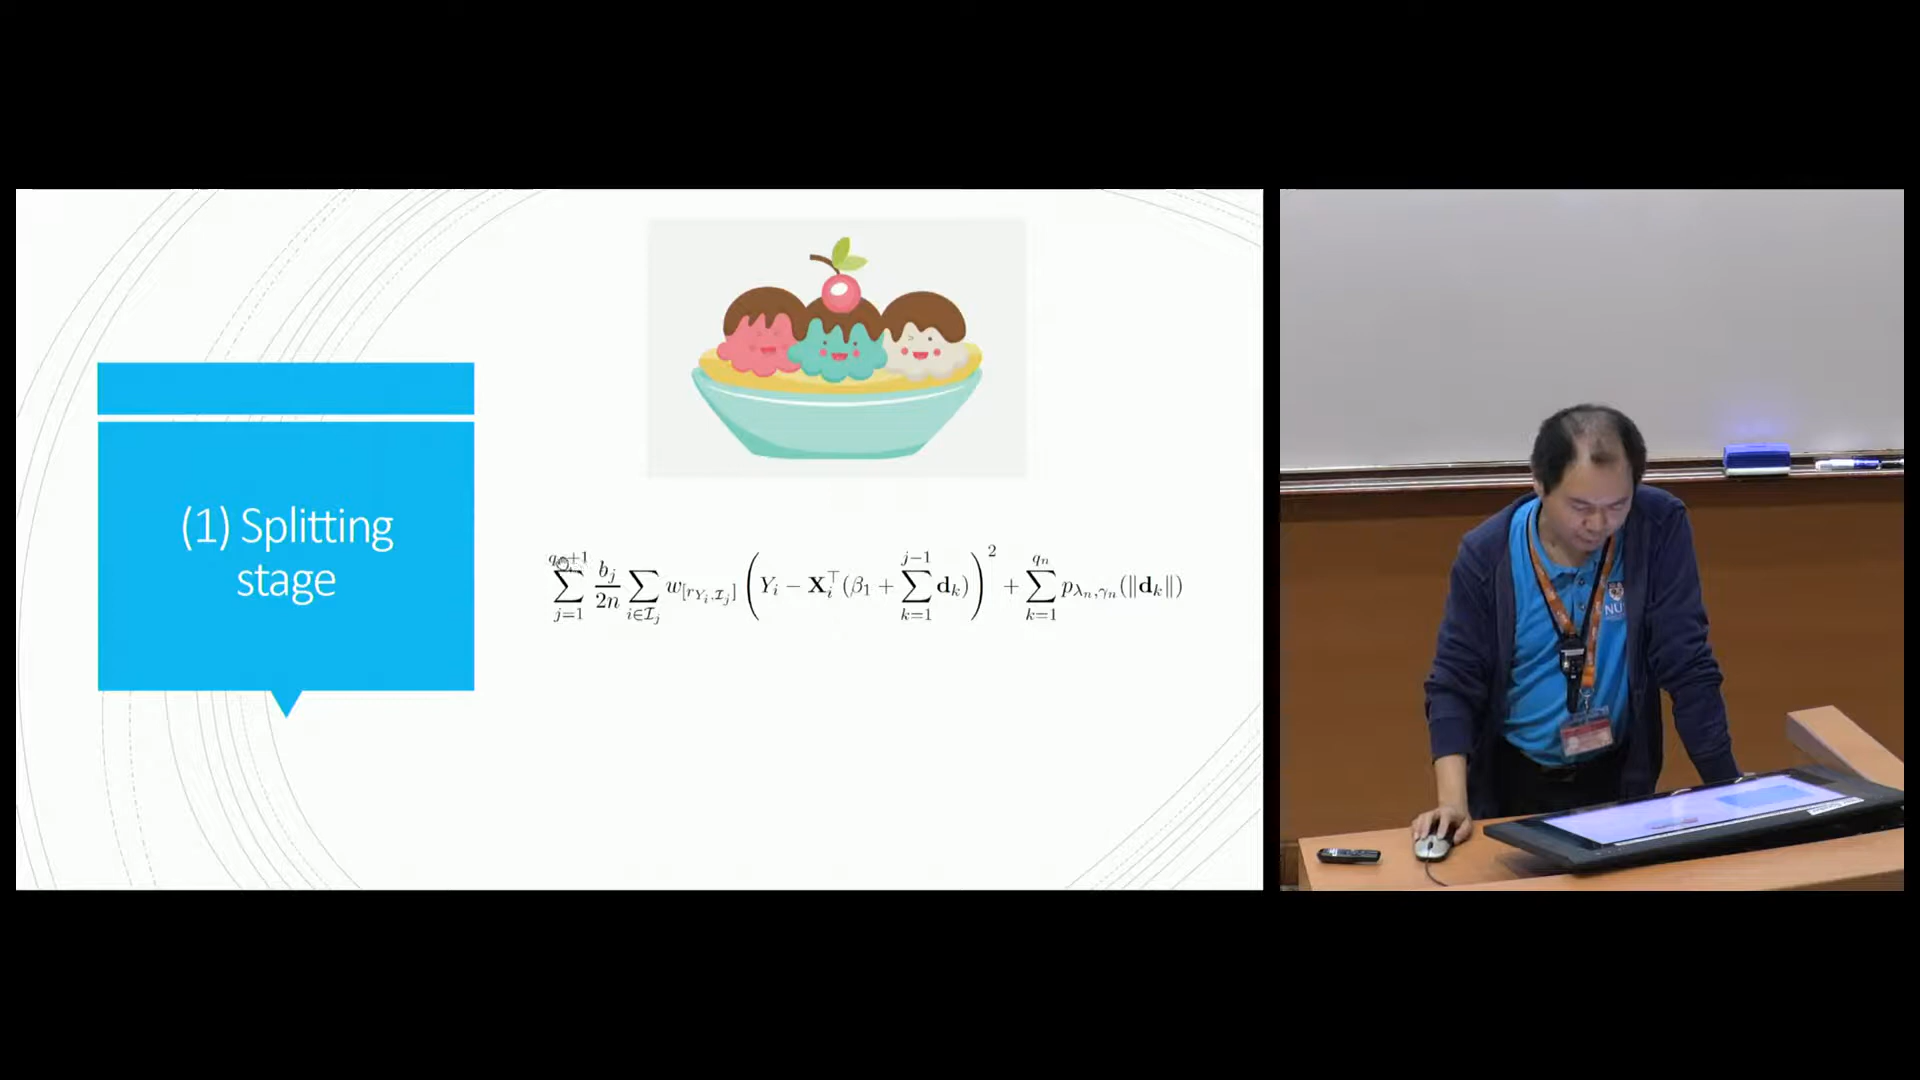 (1) Splitting
stage
$\sum_{j=1}^{q_n+1} \frac{b_j}{2n} \sum_{i \in \mathcal{I}_j} w_{[r_{Y_i, \mathcal{I}_j}]} \left( Y_i - \mathbf{X}_i^\top (\beta_1 + \sum_{k=1}^{j-1} \mathbf{d}_k) \right)^2 + \sum_{k=1}^{q_n} p_{\lambda_n, \gamma_n}(\|\mathbf{d}_k\|)$
NU